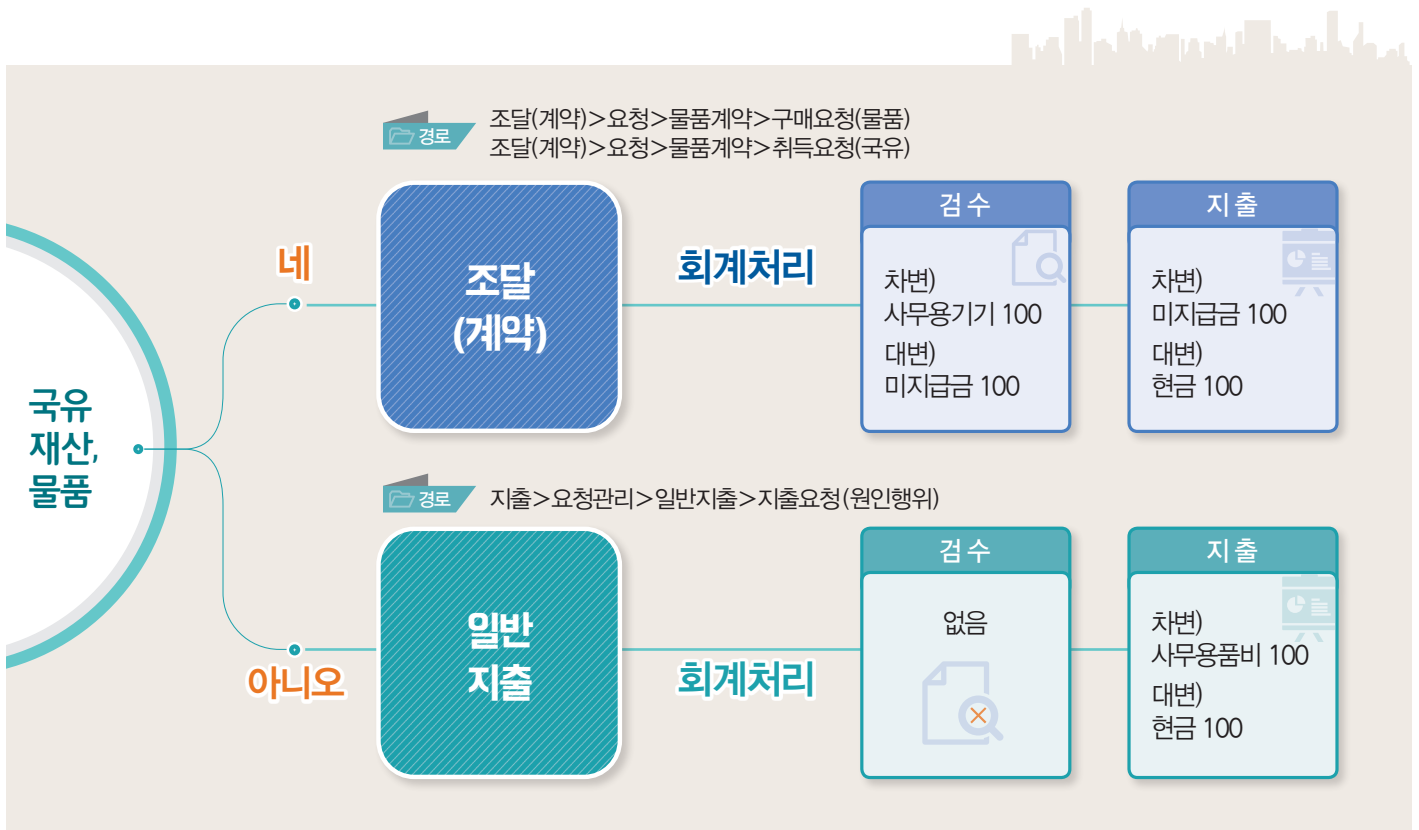 경로
조달(계약)>요청>물품계약>구매요청(물품)
조달(계약)>요청>물품계약>취득요청(국유)
국유
재산,
물품
네
조달
(계약)
회계처리
검 수
차변)
사무용기기 100
대변)
미지급금 100
지 출
차변)
미지급금 100
대변)
현금 100
경로
지출>요청관리>일반지출>지출요청(원인행위)
아니오
일반
지출
회계처리
검 수
없음
지 출
차변)
사무용품비 100
대변)
현금 100